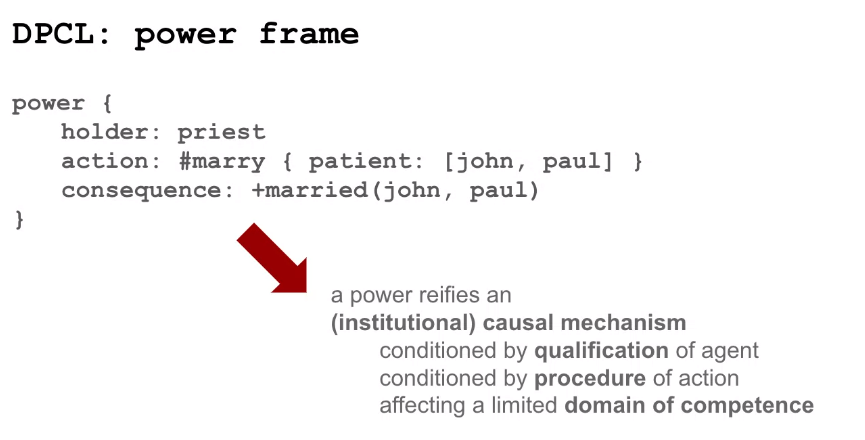 DPCL: power frame
power {
holder: priest
action: #marry { patient: [john, paul] }
consequence: +married(john, paul)
}
a power reifies an
(institutional) causal mechanism
conditioned by qualification of agent
conditioned by procedure of action
affecting a limited domain of competence